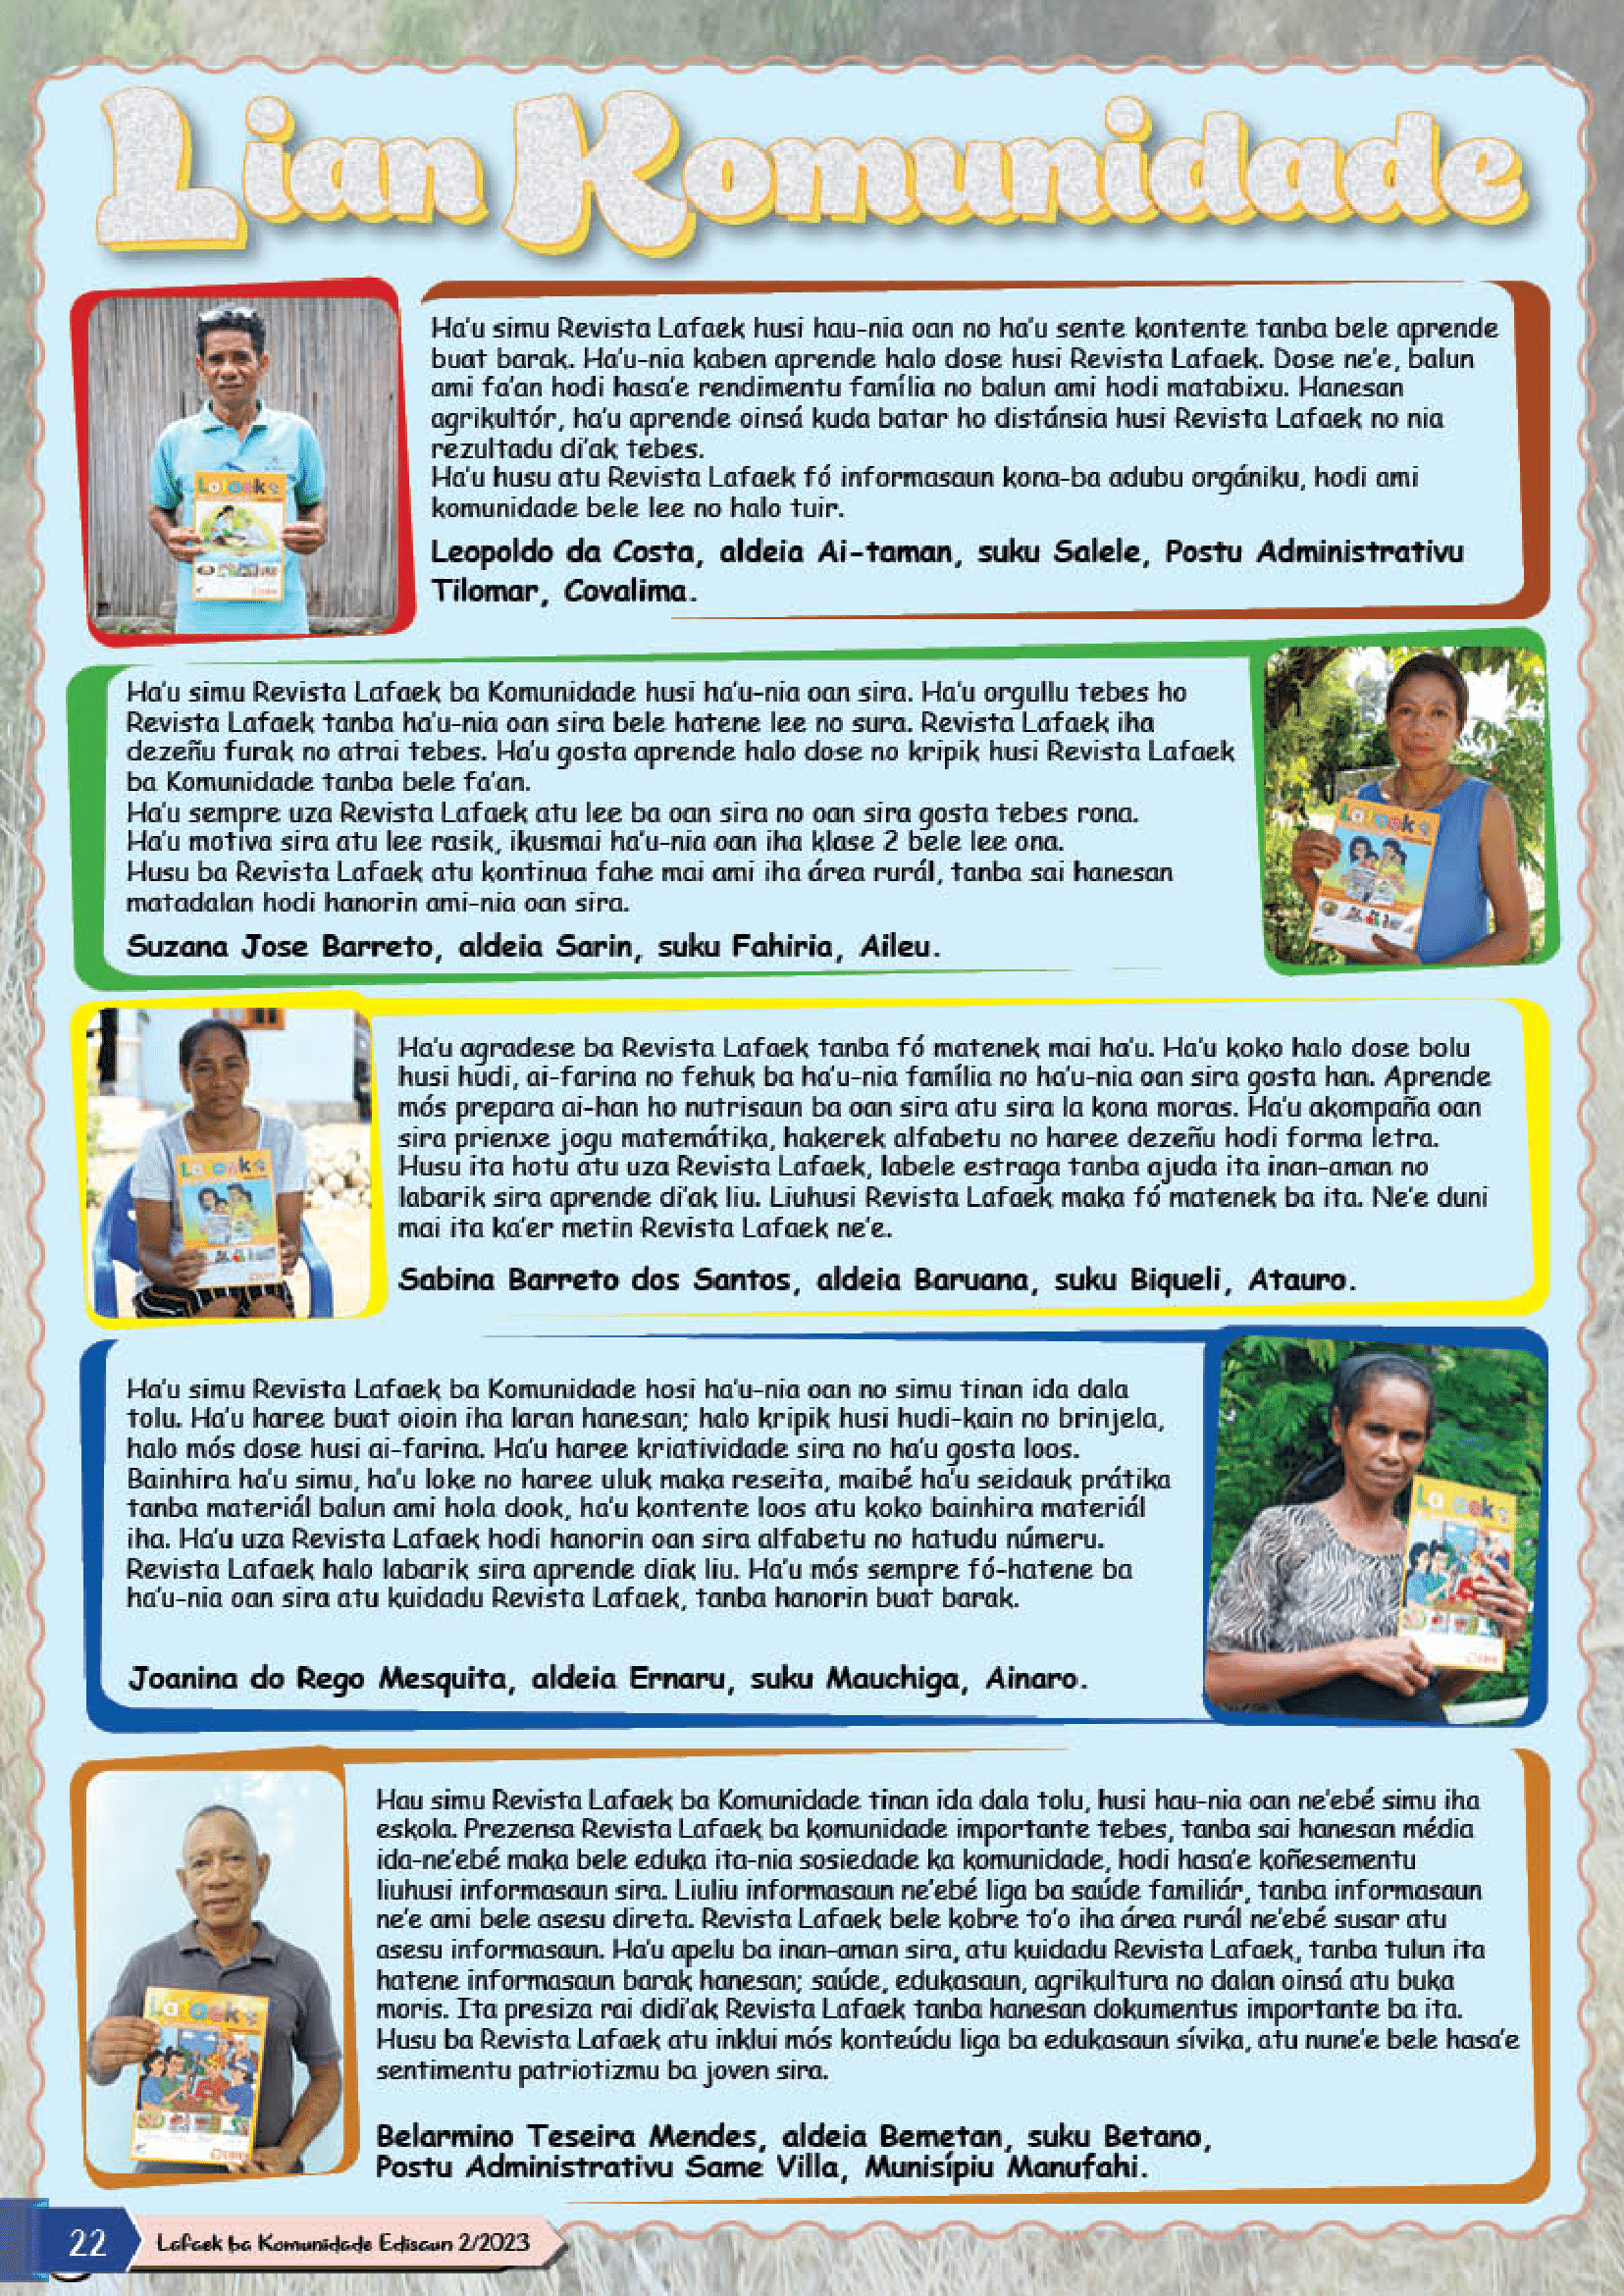 Lian Komunidade
Ha'u simu Revista Lafaek husi hau-nia oan no ha'u sente kontente tanba bele aprende
buat barak. Ha'u-nia kaben aprende halo dose husi Revista Lafaek. Dose ne'e, balun
ami fa'an hodi hasa'e rendimentu família no balun ami hodi matabixu. Hanesan
agrikultór, ha'u aprende oinsá kuda batar ho distánsia husi Revista Lafaek no nia
rezultadu di'ak tebes.
Ha'u husu atu Revista Lafaek fó informasaun kona-ba adubu orgániku, hodi ami
komunidade bele lee no halo tuir.
Leopoldo da Costa, aldeia Ai-taman, suku Salele, Postu Administrativu
Tilomar, Covalima.
Ha'u simu Revista Lafaek ba Komunidade husi ha'u-nia oan sira. Ha'u orgullu tebes ho
Revista Lafaek tanba ha'u-nia oan sira bele hatene lee no sura. Revista Lafaek iha
dezeñu furak no atrai tebes. Ha'u gosta aprende halo dose no kripik husi Revista Lafaek
ba Komunidade tanba bele fa'an.
Ha'u sempre uza Revista Lafaek atu lee ba oan sira no oan sira gosta tebes rona.
Ha'u motiva sira atu lee rasik, ikusmai ha'u-nia oan iha klase 2 bele lee ona.
Husu ba Revista Lafaek atu kontinua fahe mai ami iha área rurál, tanba sai hanesan
matadalan hodi hanorin ami-nia oan sira.
Suzana Jose Barreto, aldeia Sarin, suku Fahiria, Aileu.
Ha'u agradese ba Revista Lafaek tanba fó matenek mai ha'u. Ha'u koko halo dose bolu
husi hudi, ai-farina no fehuk ba ha'u-nia família no ha'u-nia oan sira gosta han. Aprende
mós prepara ai-han ho nutrisaun ba oan sira atu sira la kona moras. Ha'u akompaña oan
sira prienxe jogu matemátika, hakerek alfabetu no haree dezeñu hodi forma letra.
Husu ita hotu atu uza Revista Lafaek, labele estraga tanba ajuda ita inan-aman no
labarik sira aprende di'ak liu. Liuhusi Revista Lafaek maka fó matenek ba ita. Ne'e duni
mai ita ka'er metin Revista Lafaek ne'e.
Sabina Barreto dos Santos, aldeia Baruana, suku Biqueli, Atauro.
Ha'u simu Revista Lafaek ba Komunidade hosi ha'u-nia oan no simu tinan ida dala
tolu. Ha'u haree buat oioin iha laran hanesan; halo kripik husi hudi-kain no brinjela,
halo mós dose husi ai-farina. Ha'u haree kriatividade sira no ha'u gosta loos.
Bainhira ha'u simu, ha'u loke no haree uluk maka reseita, maibé ha'u seidauk prátika
tanba materiál balun ami hola dook, ha'u kontente loos atu koko bainhira materiál
iha. Ha'u uza Revista Lafaek hodi hanorin oan sira alfabetu no hatudu númeru.
Revista Lafaek halo labarik sira aprende diak liu. Ha'u mós sempre fó-hatene ba
ha'u-nia oan sira atu kuidadu Revista Lafaek, tanba hanorin buat barak.
Joanina do Rego Mesquita, aldeia Ernaru, suku Mauchiga, Ainaro.
Hau simu Revista Lafaek ba Komunidade tinan ida dala tolu, husi hau-nia oan ne'ebé simu iha
eskola. Prezensa Revista Lafaek ba komunidade importante tebes, tanba sai hanesan média
ida-ne'ebé maka bele eduka ita-nia sosiedade ka komunidade, hodi hasa'e koñesementu
liuhusi informasaun sira. Liuliu informasaun ne'ebé liga ba saúde familiár, tanba informasaun
ne'e ami bele asesu direta. Revista Lafaek bele kobre to'o iha área rurál ne'ebé susar atu
asesu informasaun. Ha'u apelu ba inan-aman sira, atu kuidadu Revista Lafaek, tanba tulun ita
hatene informasaun barak hanesan; saúde, edukasaun, agrikultura no dalan oinsá atu buka
moris. Ita presiza rai didi'ak Revista Lafaek tanba hanesan dokumentus importante ba ita.
Husu ba Revista Lafaek atu inklui mós konteúdu liga ba edukasaun sívika, atu nune'e bele hasa'e
sentimentu patriotizmu ba joven sira.
Belarmino Teseira Mendes, aldeia Bemetan, suku Betano,
Postu Administrativu Same Villa, Munisípiu Manufahi.
22
Lafaek ba Komunidade Edisaun 2/2023